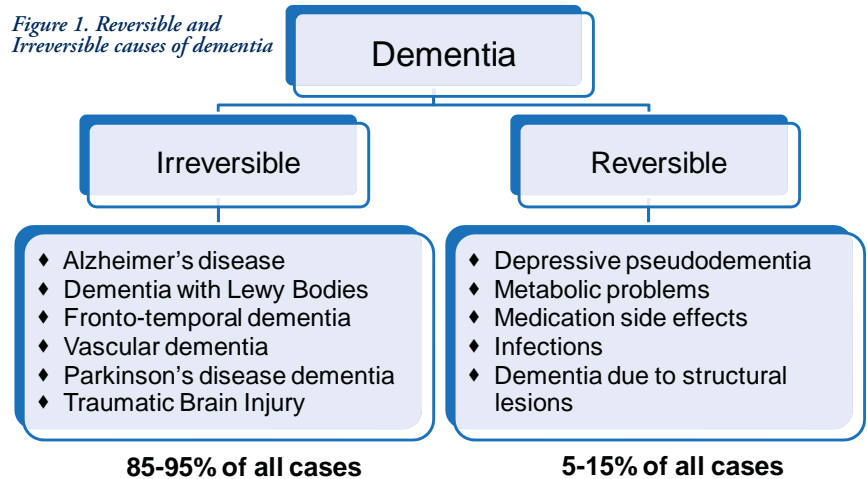 Figure 1. Reversible and
Irreversible causes of dementia
Dementia
Irreversible
Reversible
♦ Alzheimer's disease
♦ Dementia with Lewy Bodies
♦ Fronto-temporal dementia
♦ Vascular dementia
♦ Parkinson's disease dementia
♦ Traumatic Brain Injury
85-95% of all cases
♦ Depressive pseudodementia
♦ Metabolic problems
♦ Medication side effects
♦ Infections
♦ Dementia due to structural
lesions
5-15% of all cases